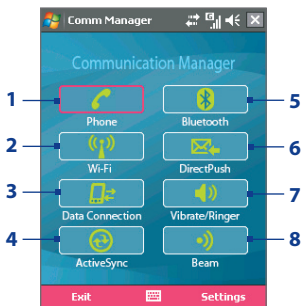 Comm Manager
Communication Manager
1
Phone
5
Bluetooth
2
Wi-Fi
6
DirectPush
3
Data Connection
7
Vibrate/Ringer
4
ActiveSync
8
Beam
Exit
Settings